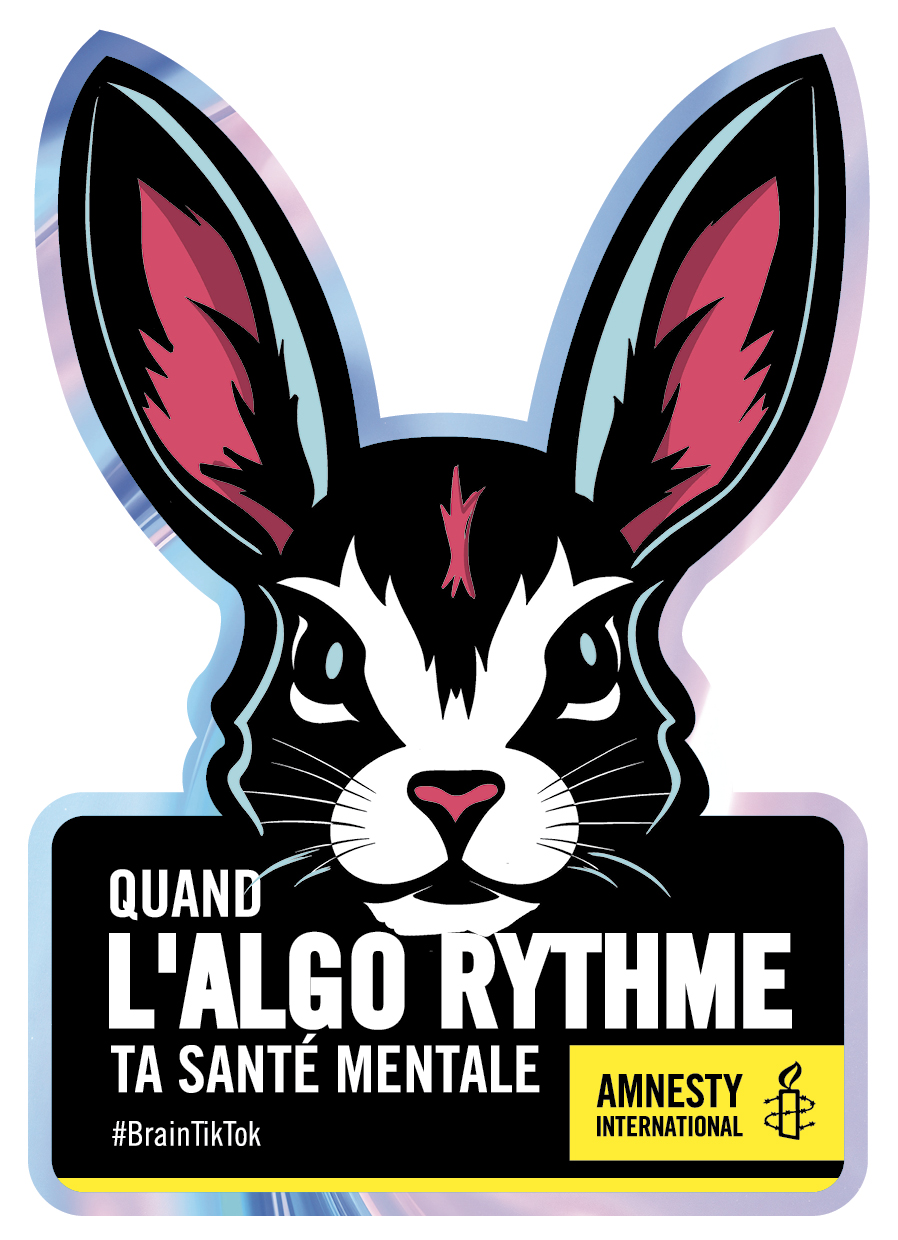 QUAND
L'ALGO RYTHME
TA SANTÉ MENTALE
#BrainTikTok
AMNESTY
INTERNATIONAL